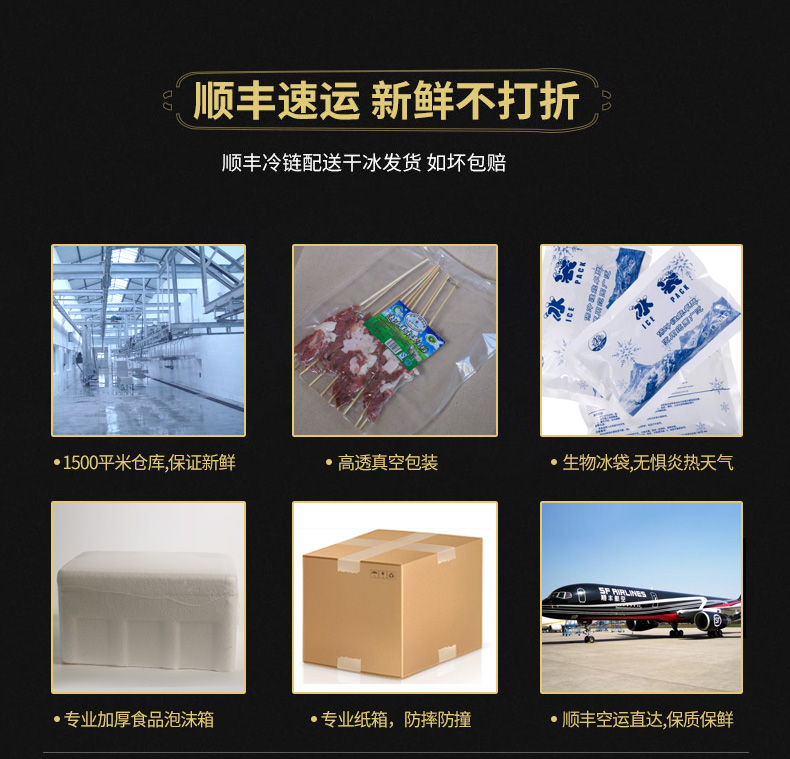 顺丰速运 新鲜不打折
顺丰冷链配送干冰发货 如坏包赔
冰
ICE
袋
PACK
冰
ICE
袋
PACK
•1500平米仓库,保证新鲜
• 高透真空包装
• 生物冰袋,无惧炎热天气
SF AIRLINES
顺丰航空
SF
•专业加厚食品泡沫箱
•专业纸箱，防摔防撞
• 顺丰空运直达,保质保鲜